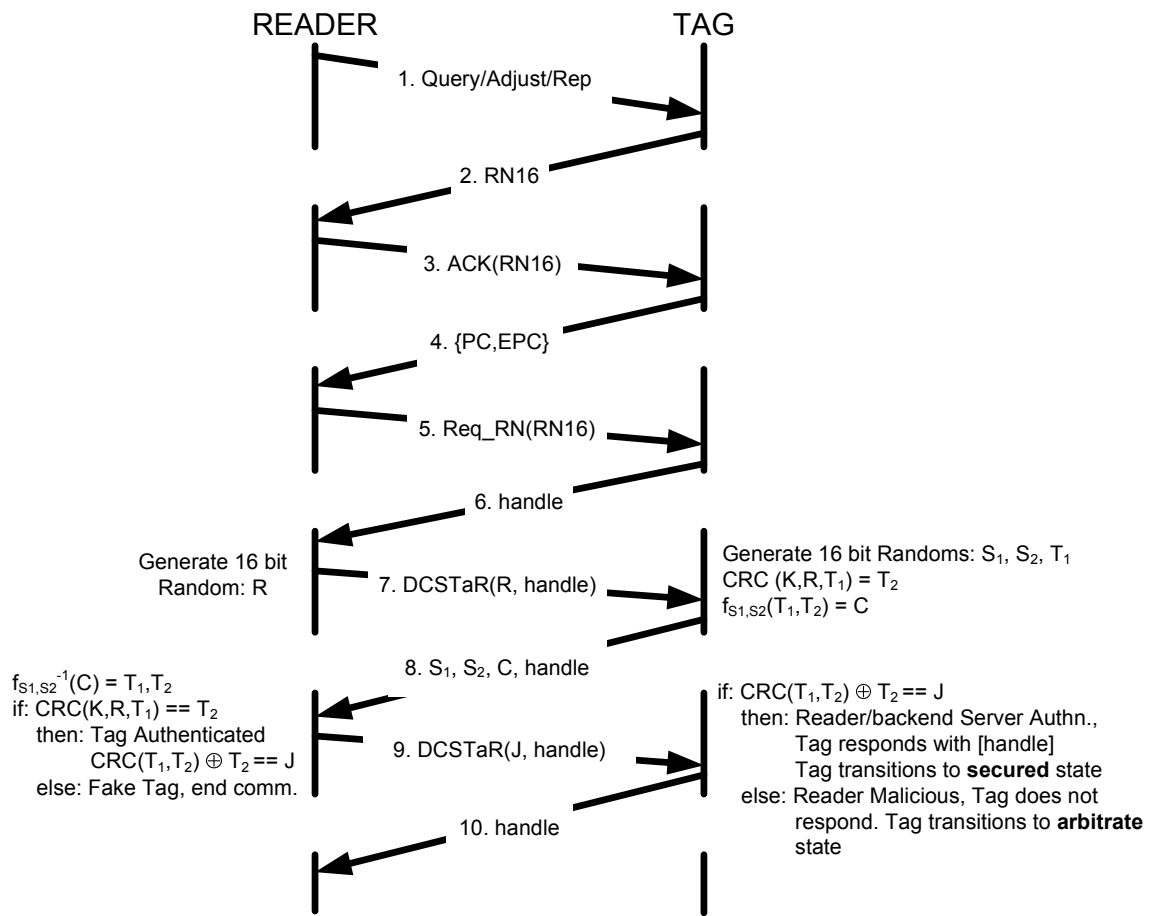 READER
TAG
1. Query/Adjust/Rep
2. RN16
3. ACK(RN16)
4. {PC,EPC}
5. Req_RN(RN16)
6. handle
Generate 16 bit
Random: R
7. DCSTaR(R, handle)
Generate 16 bit Randoms: S₁, S₂, T₁
CRC (K,R,T₁) = T₂
f_S1,S2(T₁,T₂) = C
8. S₁, S₂, C, handle
f_S1,S2⁻¹(C) = T₁,T₂
if: CRC(K,R,T₁) == T₂
then: Tag Authenticated
CRC(T₁,T₂) ⊕ T₂ == J
else: Fake Tag, end comm.
9. DCSTaR(J, handle)
if: CRC(T₁,T₂) ⊕ T₂ == J
then: Reader/backend Server Authn.,
Tag responds with [handle]
Tag transitions to secured state
else: Reader Malicious, Tag does not
respond. Tag transitions to arbitrate
state
10. handle